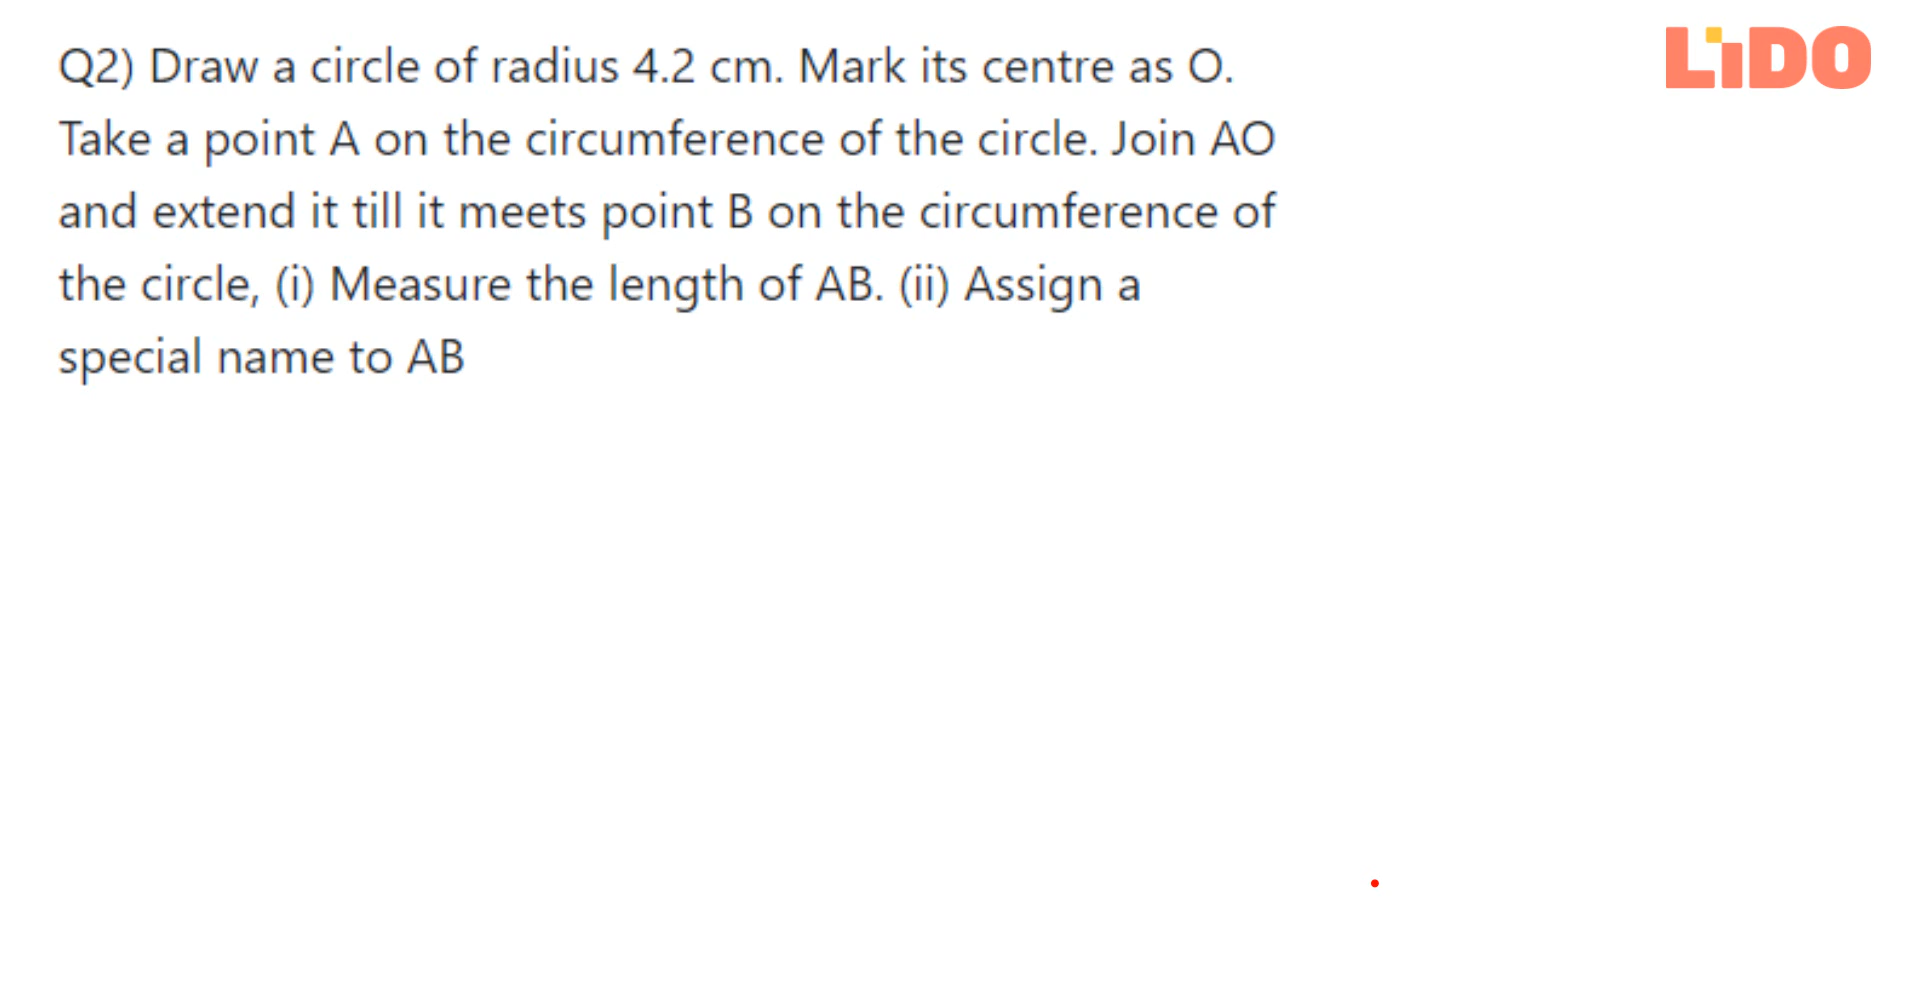 Q2) Draw a circle of radius 4.2 cm. Mark its centre as O.
Take a point A on the circumference of the circle. Join AO
and extend it till it meets point B on the circumference of
the circle, (i) Measure the length of AB. (ii) Assign a
special name to AB
LiDO